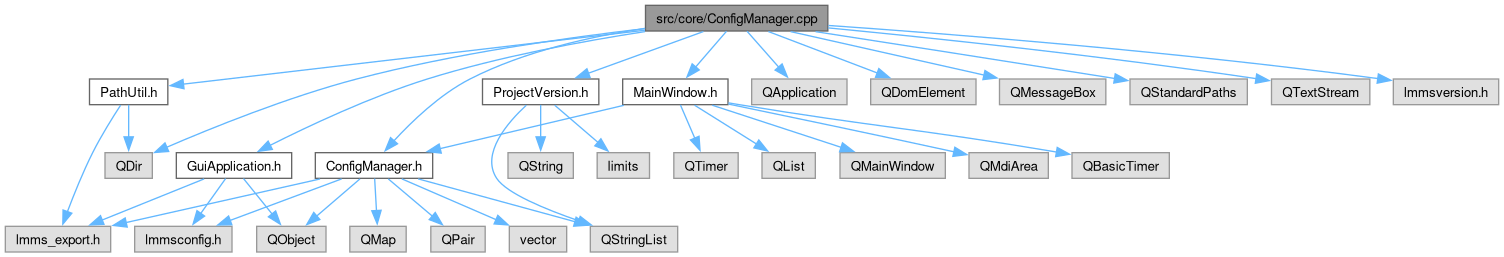 src/core/ConfigManager.cpp
PathUtil.h
ProjectVersion.h
MainWindow.h
QApplication
QDomElement
QMessageBox
QStandardPaths
QTextStream
lmmsversion.h
QDir
GuiApplication.h
ConfigManager.h
QString
limits
QTimer
QList
QMainWindow
QMdiArea
QBasicTimer
lmms_export.h
lmmsconfig.h
QObject
QMap
QPair
vector
QStringList